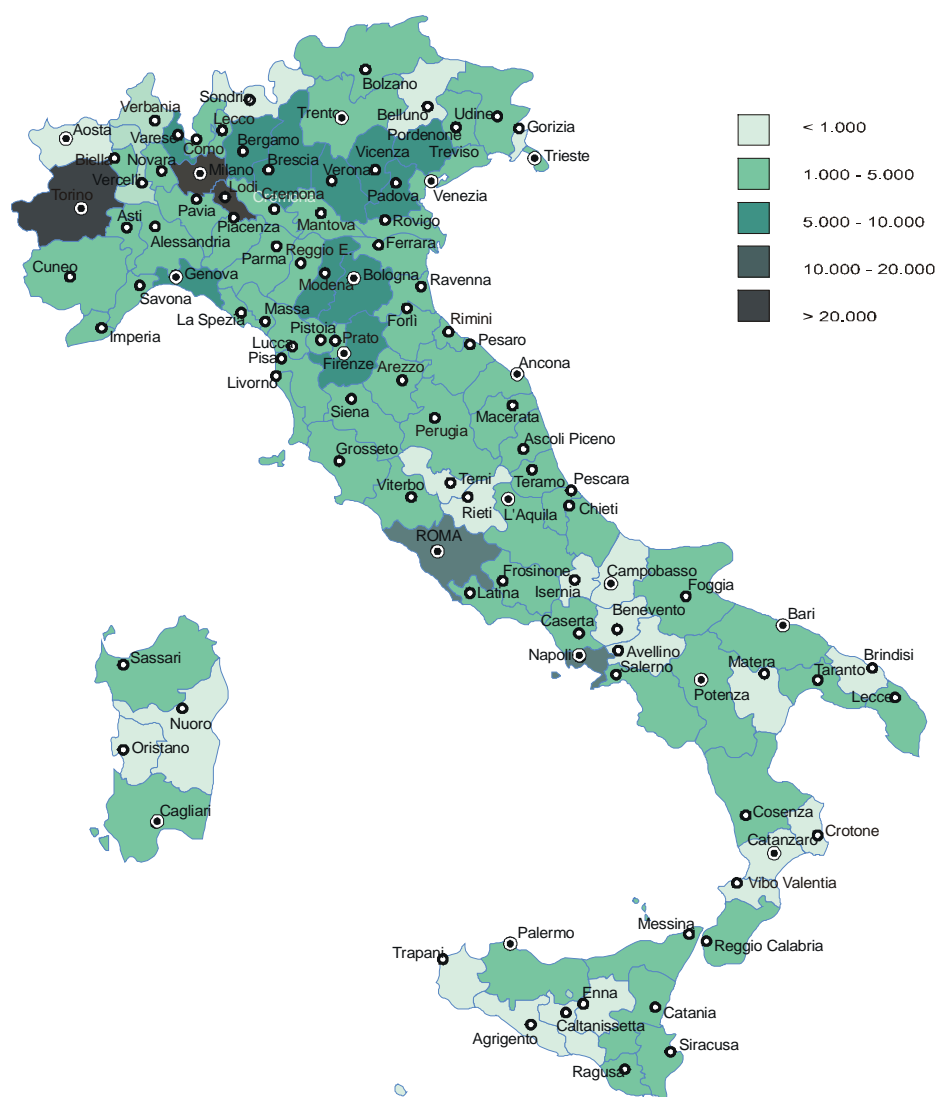 Bolzano
Sondrio
Verbania
Trento
Belluno
Udine
Aosta
Lecco
Pordenone
Gorizia
Varese
Bergamo
Como
Vicenza
Treviso
Trieste
Biella
Novara
Milano
Brescia
Verona
Vercelli
Torino
Lodi
Cremona
Padova
Venezia
Pavia
Asti
Piacenza
Mantova
Rovigo
Alessandria
Reggio E.
Ferrara
Parma
Cuneo
Genova
Modena
Bologna
Ravenna
Savona
La Spezia
Massa
Forlì
Imperia
Pistoia
Prato
Rimini
Lucca
Pesaro
Pisa
Firenze
Arezzo
Ancona
Livorno
Siena
Macerata
Perugia
Ascoli Piceno
Grosseto
Viterbo
Terni
Teramo
Pescara
Rieti
L'Aquila
Chieti
ROMA
Frosinone
Campobasso
Latina
Isernia
Foggia
Benevento
Caserta
Bari
Napoli
Avellino
Salerno
Matera
Brindisi
Potenza
Taranto
Lecce
Sassari
Nuoro
Oristano
Cagliari
Cosenza
Crotone
Catanzaro
Vibo Valentia
Messina
Reggio Calabria
Palermo
Trapani
Enna
Caltanissetta
Catania
Agrigento
Siracusa
Ragusa
< 1.000
1.000 - 5.000
5.000 - 10.000
10.000 - 20.000
> 20.000